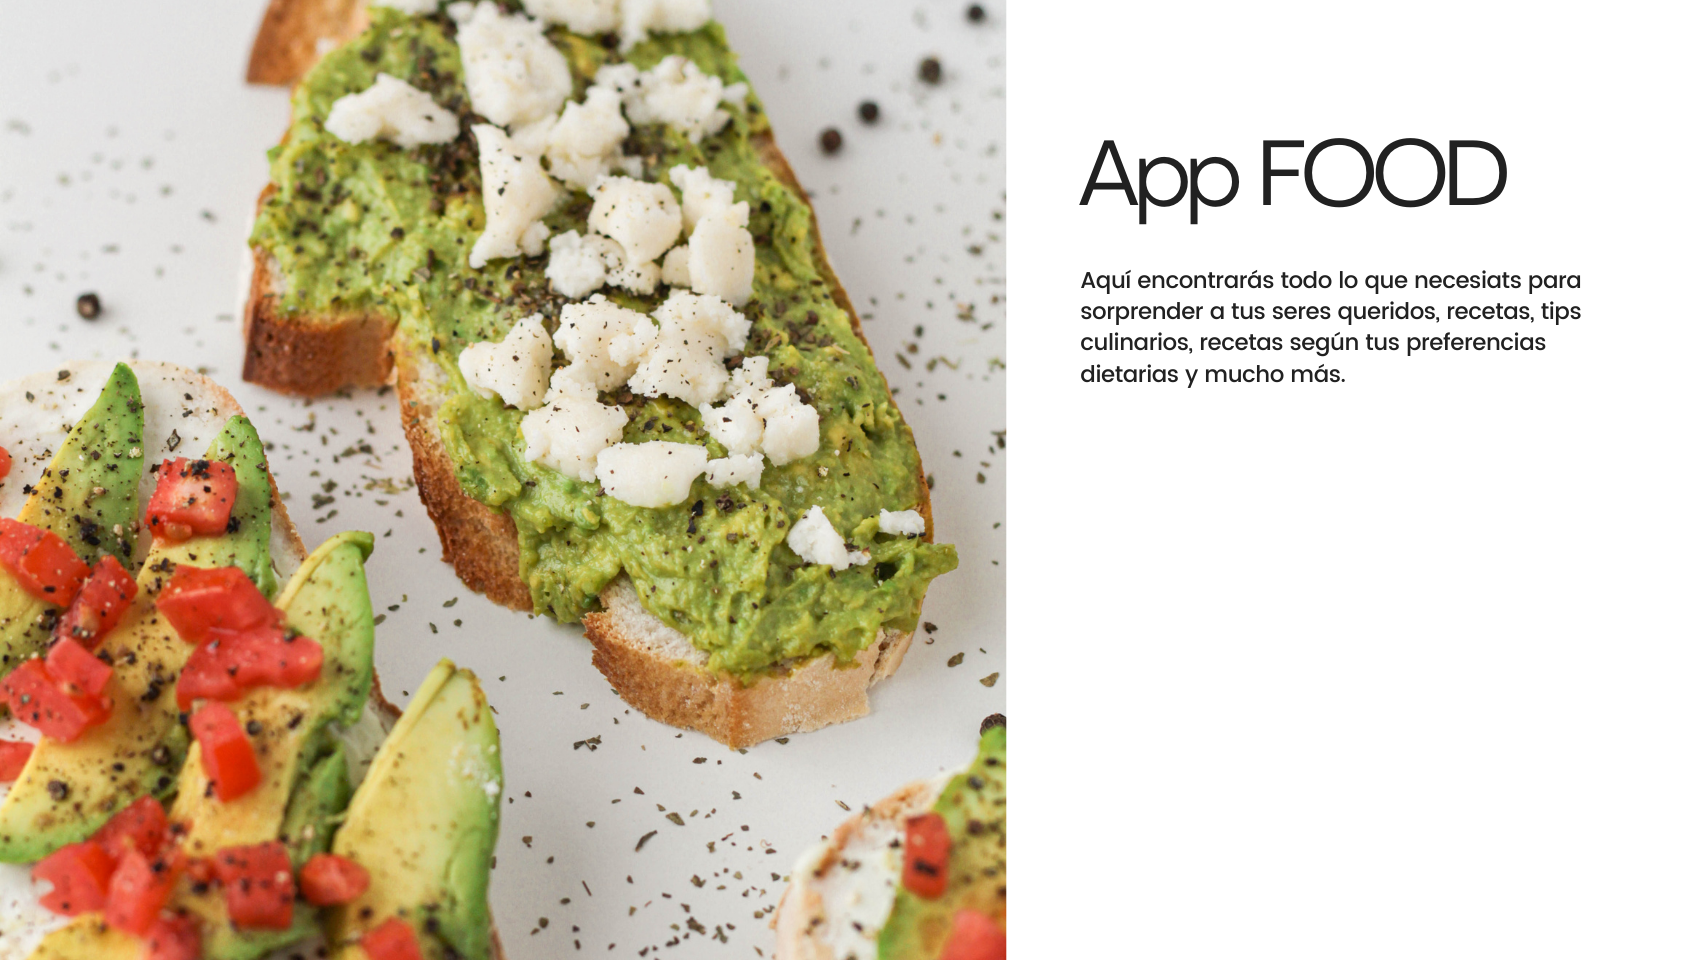 App FOOD
Aquí encontrarás todo lo que necesiats para
sorprender a tus seres queridos, recetas, tips
culinarios, recetas según tus preferencias
dietarias y mucho más.